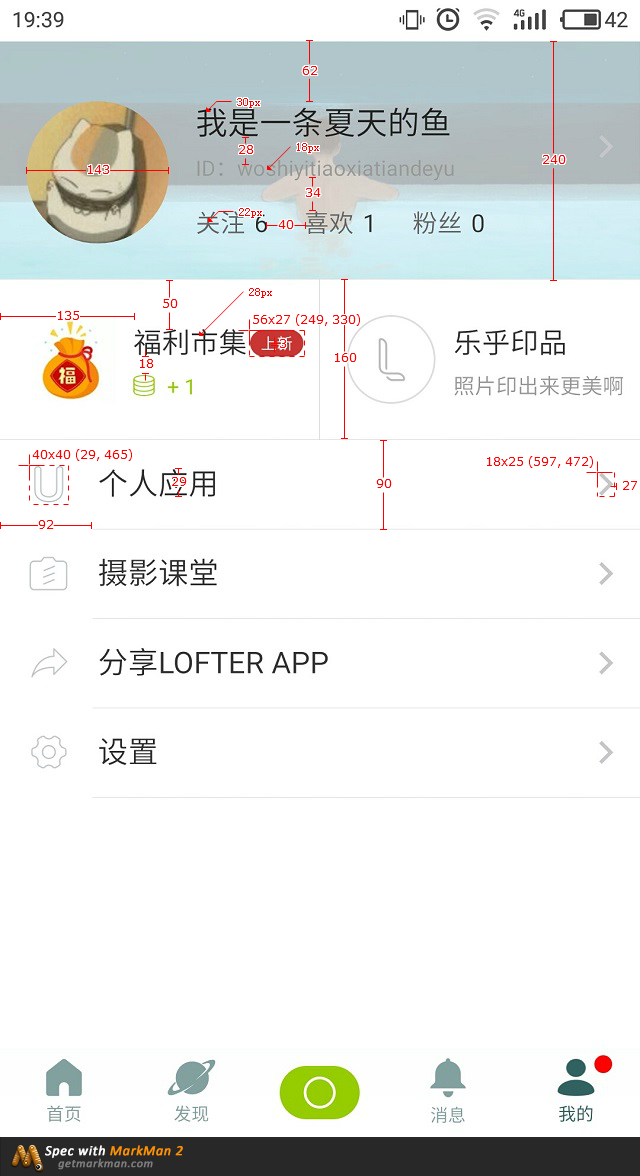 19:39
4G
42
62
30px
我是一条夏天的鱼
28
18px
240
143
ID：woshiyitiaoxiatiandeyu
34
22px
关注 6
40
喜欢 1
粉丝 0
50
28px
135
56x27 (249, 330)
福利市集
上新
160
乐乎印品
18
+ 1
照片印出来更美啊
福
40x40 (29, 465)
18x25 (597, 472)
个人应用
29
90
27
92
摄影课堂
分享LOFTER APP
设置
首页
发现
消息
我的
Spec with MarkMan 2
getmarkman.com